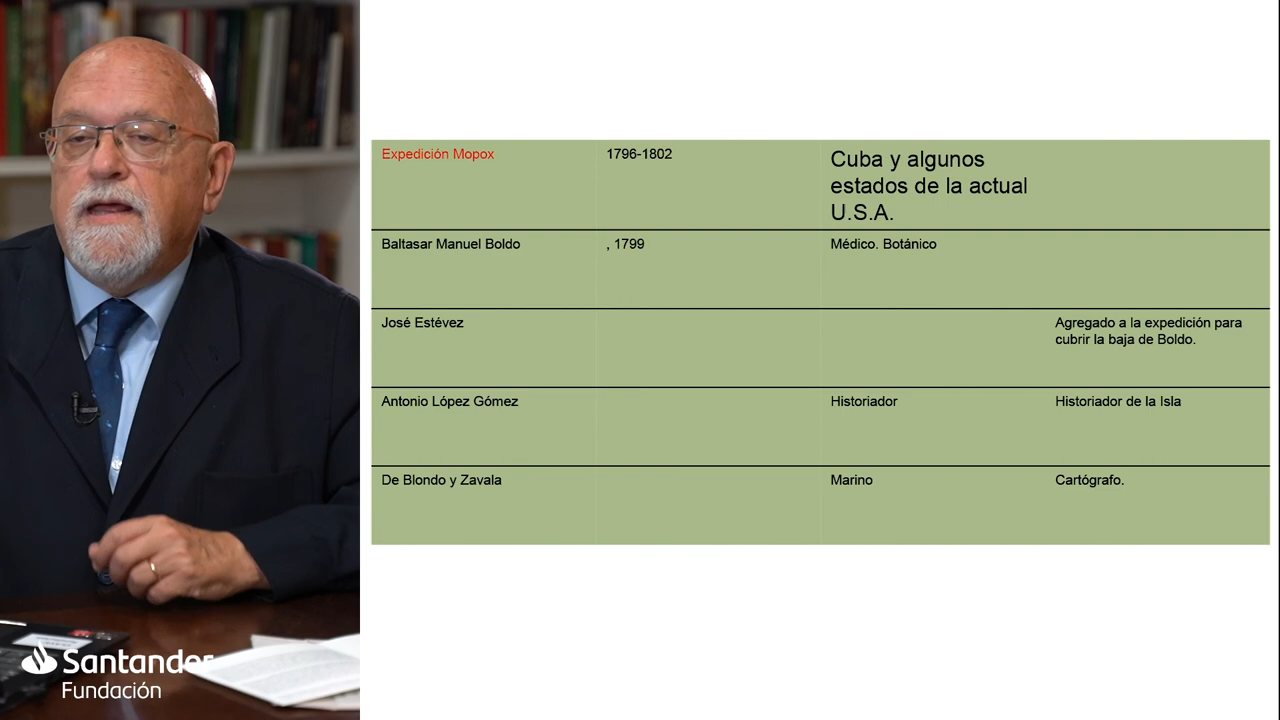 Expedición Mopox
1796-1802
Cuba y algunos
estados de la actual
U.S.A.
Baltasar Manuel Boldo
, 1799
Médico. Botánico
José Estévez
Agregado a la expedición para
cubrir la baja de Boldo.
Antonio López Gómez
Historiador
Historiador de la Isla
De Blondo y Zavala
Marino
Cartógrafo.
Santander
Fundación